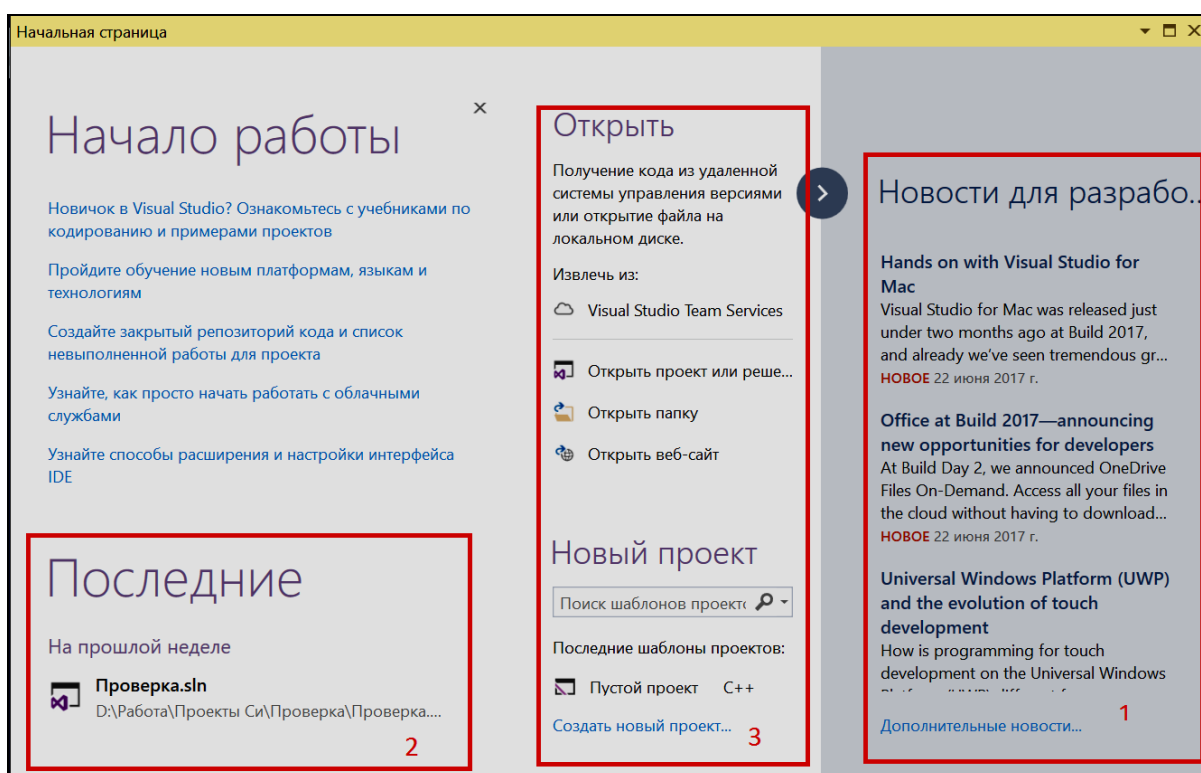 Начальная страница
Начало работы
Новичок в Visual Studio? Ознакомьтесь с учебниками по
кодированию и примерами проектов
Пройдите обучение новым платформам, языкам и
технологиям
Создайте закрытый репозиторий кода и список
невыполненной работы для проекта
Узнайте, как просто начать работать с облачными
службами
Узнайте способы расширения и настройки интерфейса
IDE
Последние
На прошлой неделе
Проверка.sln
D:\Работа\Проекты Си\Проверка\Проверка....
2
Открыть
Получение кода из удаленной
системы управления версиями
или открытие файла на
локальном диске.
Извлечь из:
Visual Studio Team Services
Открыть проект или реше...
Открыть папку
Открыть веб-сайт
Новый проект
Поиск шаблонов проекто
Последние шаблоны проектов:
Пустой проект C++
Создать новый проект...
3
Новости для разрабо...
Hands on with Visual Studio for
Mac
Visual Studio for Mac was released just
under two months ago at Build 2017,
and already we've seen tremendous gr...
НОВОЕ 22 июня 2017 г.
Office at Build 2017—announcing
new opportunities for developers
At Build Day 2, we announced OneDrive
Files On-Demand. Access all your files in
the cloud without having to download...
НОВОЕ 22 июня 2017 г.
Universal Windows Platform (UWP)
and the evolution of touch
development
How is programming for touch
development on the Universal Windows
Дополнительные новости...
1